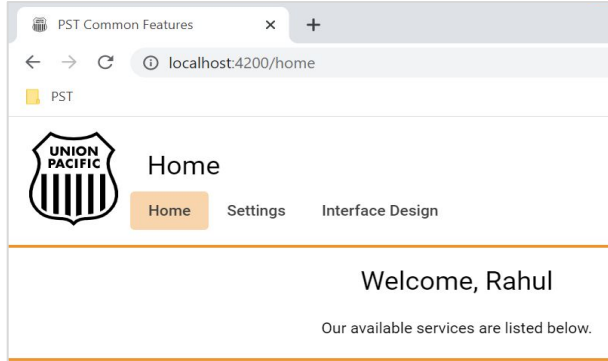 PST Common Features
localhost:4200/home
PST
UNION
PACIFIC
Home
Home Settings Interface Design
Welcome, Rahul
Our available services are listed below.